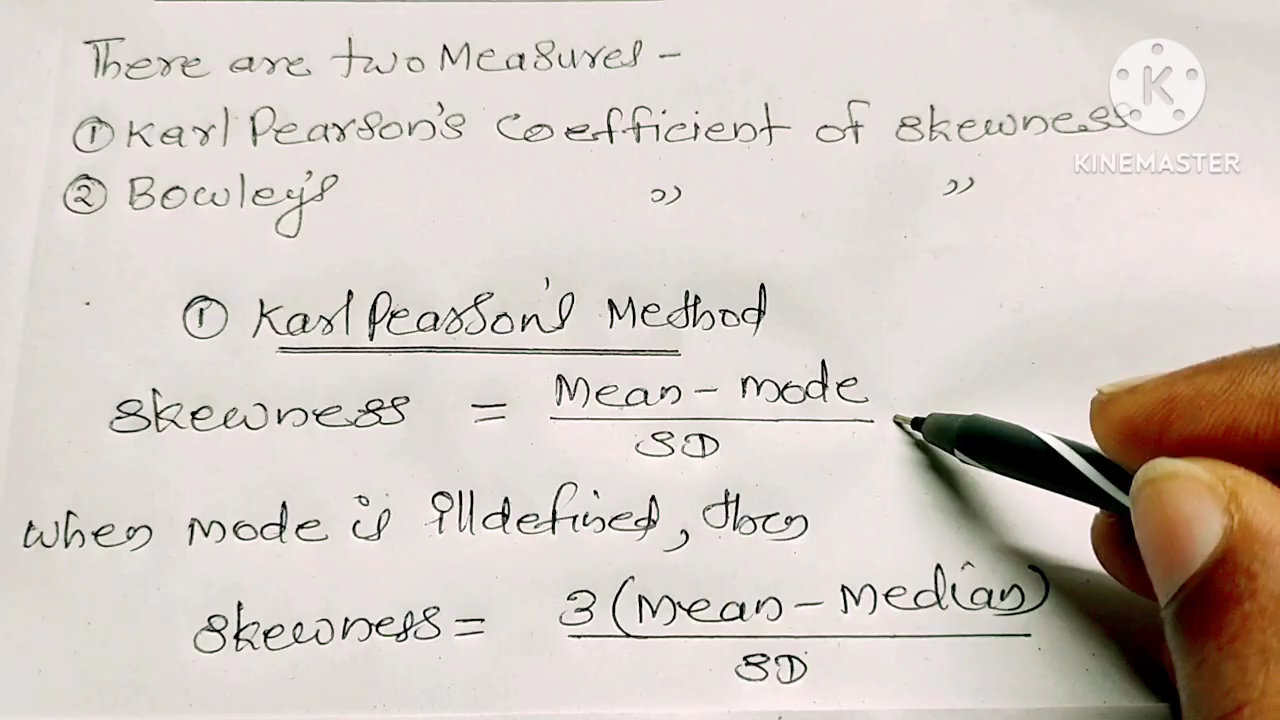 There are two Measures -
① Karl Pearson's Coefficient of skewness
② Bowley's " "
K
KINEMASTER
① Karl Pearson's Method
skewness = Mean - mode
SD
when mode is illdefined, then
skewness = 3 (Mean - Median)
SD